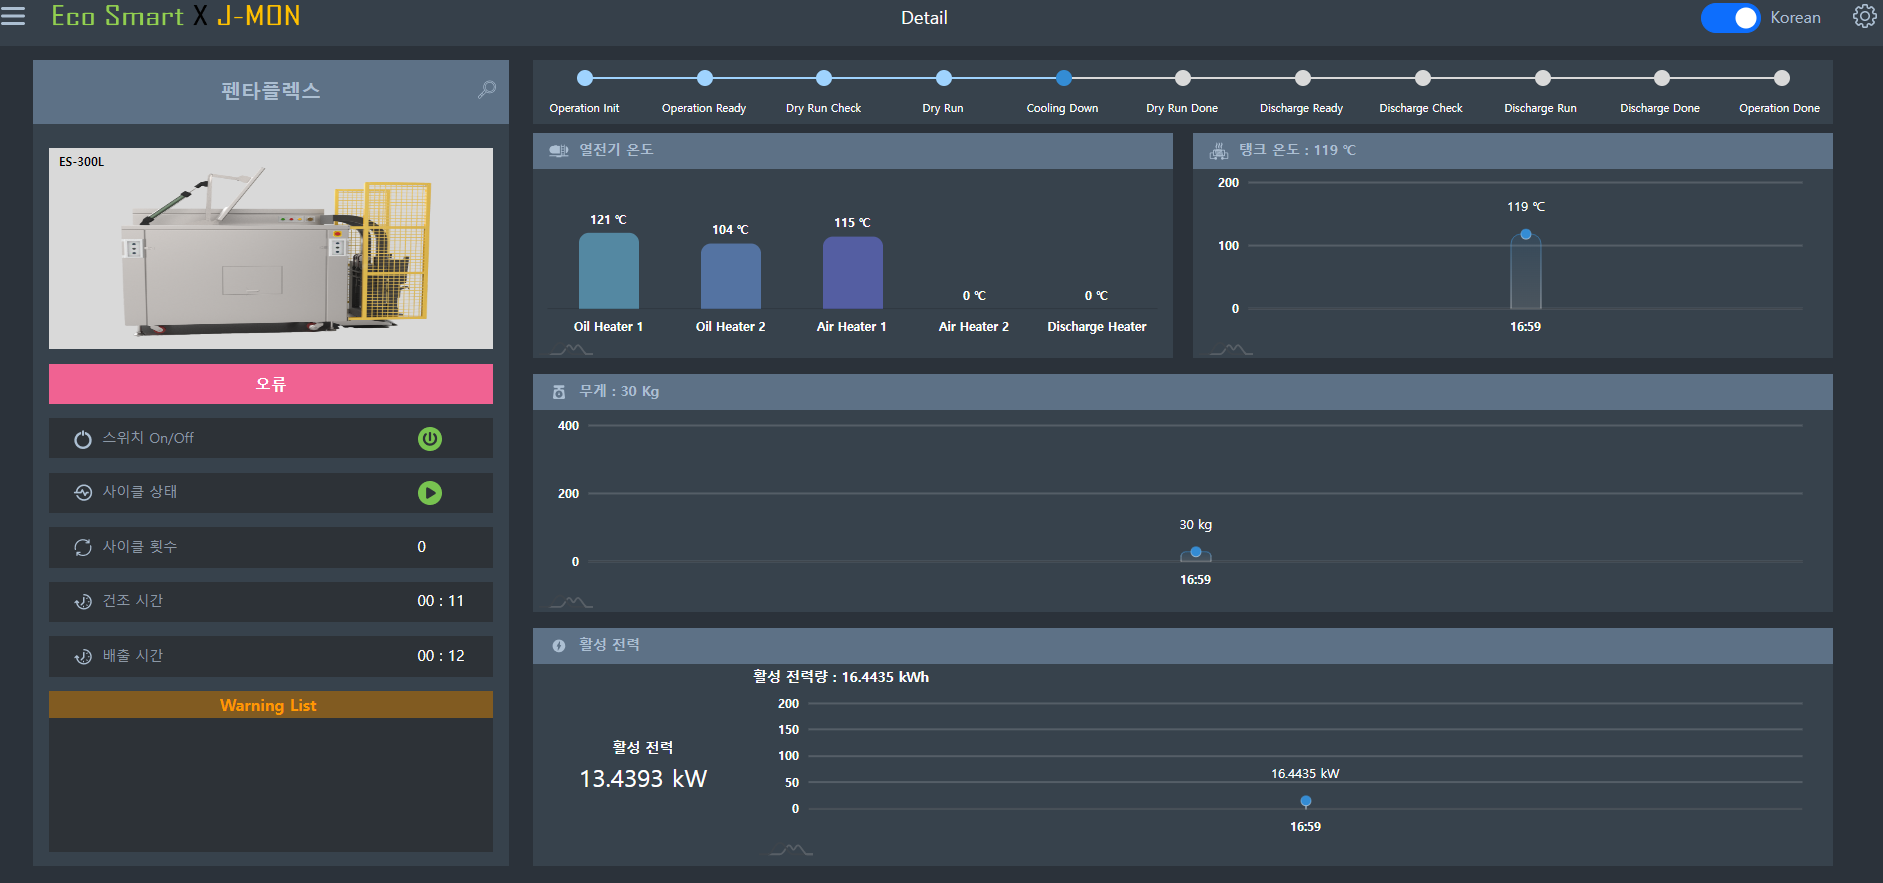 Eco Smart X J-MON
Detail
Korean
펜타플렉스
ES-300L
오류
스위치 On/Off
사이클 상태
사이클 횟수
0
건조 시간
00 : 11
배출 시간
00 : 12
Warning List
Operation Init
Operation Ready
Dry Run Check
Dry Run
Cooling Down
Dry Run Done
Discharge Ready
Discharge Check
Discharge Run
Discharge Done
Operation Done
열전기 온도
121 ℃
104 ℃
115 ℃
0 ℃
0 ℃
Oil Heater 1
Oil Heater 2
Air Heater 1
Air Heater 2
Discharge Heater
탱크 온도 : 119 ℃
200
119 ℃
100
0
16:59
무게 : 30 Kg
400
200
30 kg
0
16:59
활성 전력
활성 전력량 : 16.4435 kWh
활성 전력
13.4393 kW
200
150
100
50
0
16.4435 kW
16:59